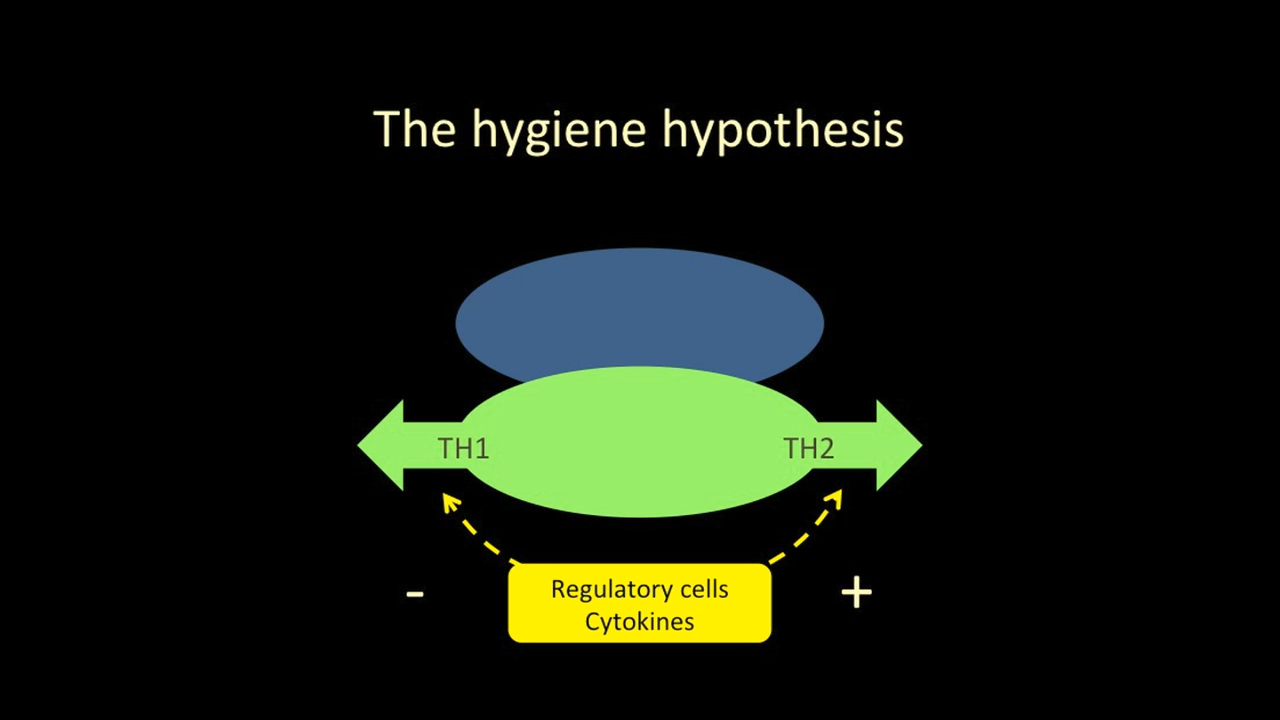 The hygiene hypothesis
TH1
TH2
-
+
Regulatory cells
Cytokines